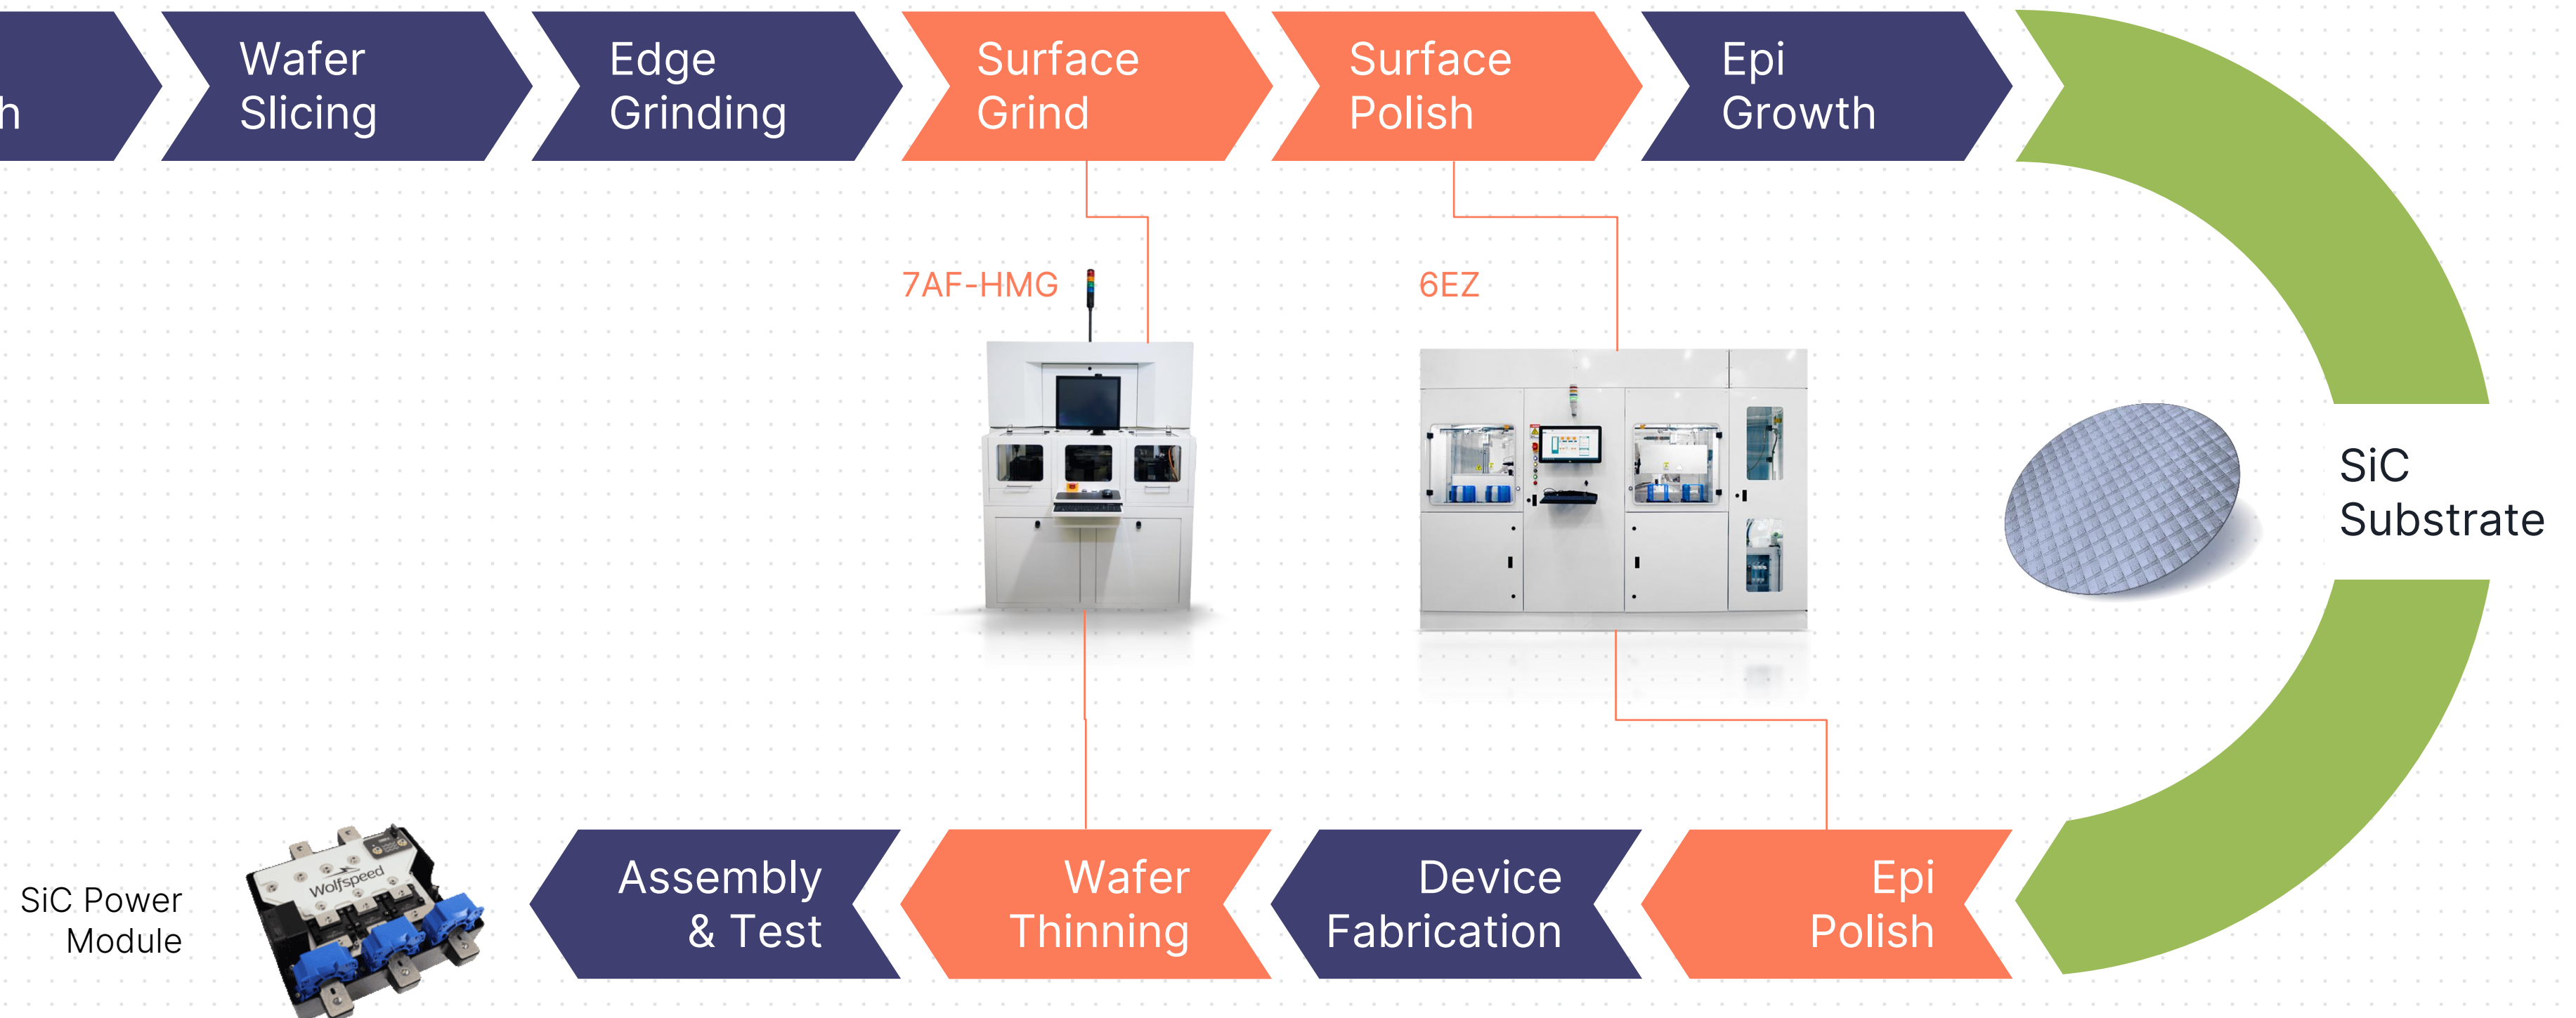 h
Wafer
Slicing
Edge
Grinding
Surface
Grind
Surface
Polish
Epi
Growth
7AF-HMG
6EZ
SiC
Substrate
SiC Power
Module
Wolfspeed
Assembly
& Test
Wafer
Thinning
Device
Fabrication
Epi
Polish